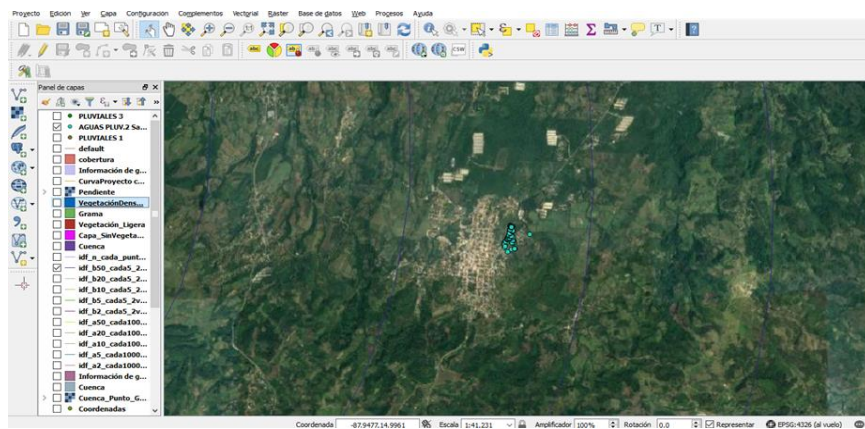 Proyecto Edición Ver Capa Configuración Complementos Vectorial Ráster Base de datos Web Procesos Ayuda
Panel de capas
PLUVIALES 3
AGUAS PLUV.2 Sa...
PLUVIALES 1
default
cobertura
Información de g...
CurvaProyecto c...
Pendiente
VegetaciónDens...
Grama
Vegetación_Ligera
Capa_SinVegeta...
Cuenca
idf_n_cada_punt...
idf_b50_cada5_2...
idf_b20_cada5_2...
idf_b10_cada5_2...
idf_b5_cada5_2v...
idf_b2_cada5_2v...
idf_a50_cada100...
idf_a20_cada100...
idf_a10_cada100...
idf_a5_cada1000...
idf_a2_cada1000...
Información de g...
Cuenca
Cuenca_Punto_G...
Coordenadas
Coordenada -87.9477,14.9961 Escala 1:41.231 Amplificador 100% Rotación 0.0 Representar EPSG:4326 (al vuelo)